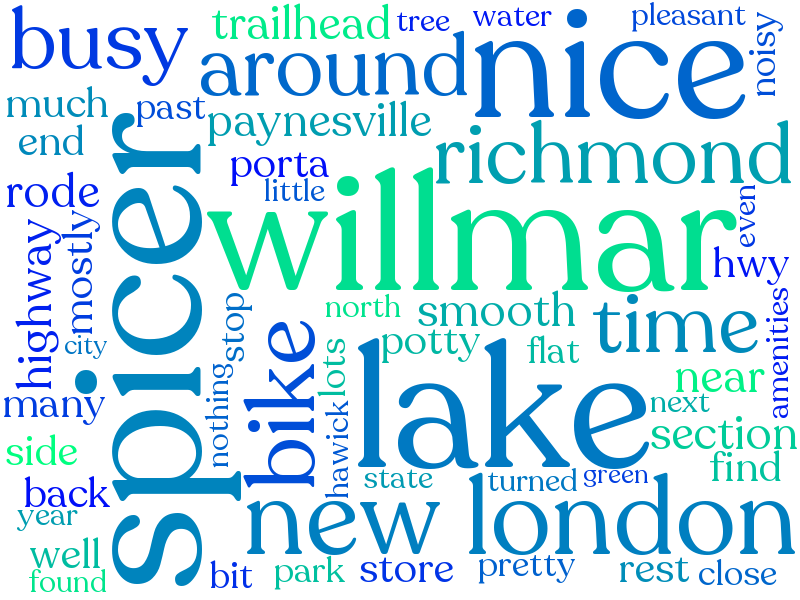 busy
trailhead
tree
water
pleasant
nice
noisy
around
much
past
end
paynesville
richmond
porta
little
rode
spicer
willmar
even
highway
mostly
hwy
north
smooth
time
stop
city
potty
flat
amenities
bike
lots
lake
near
many
nothing
next
hawick
section
side
find
back
state
turned
green
year
new london
well
found
bit
park
store
pretty
rest
close